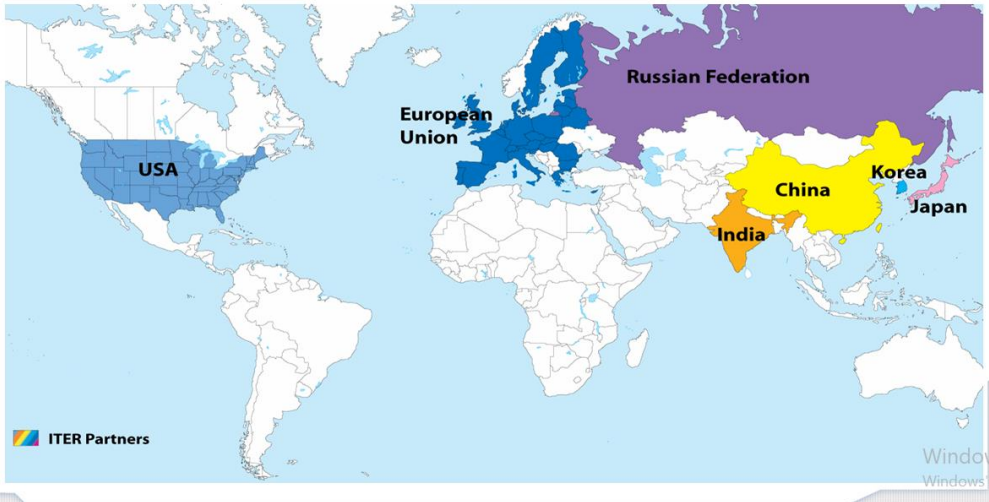 Russian Federation
European
Union
USA
Korea
China
Japan
India
ITER Partners
Window
Windows